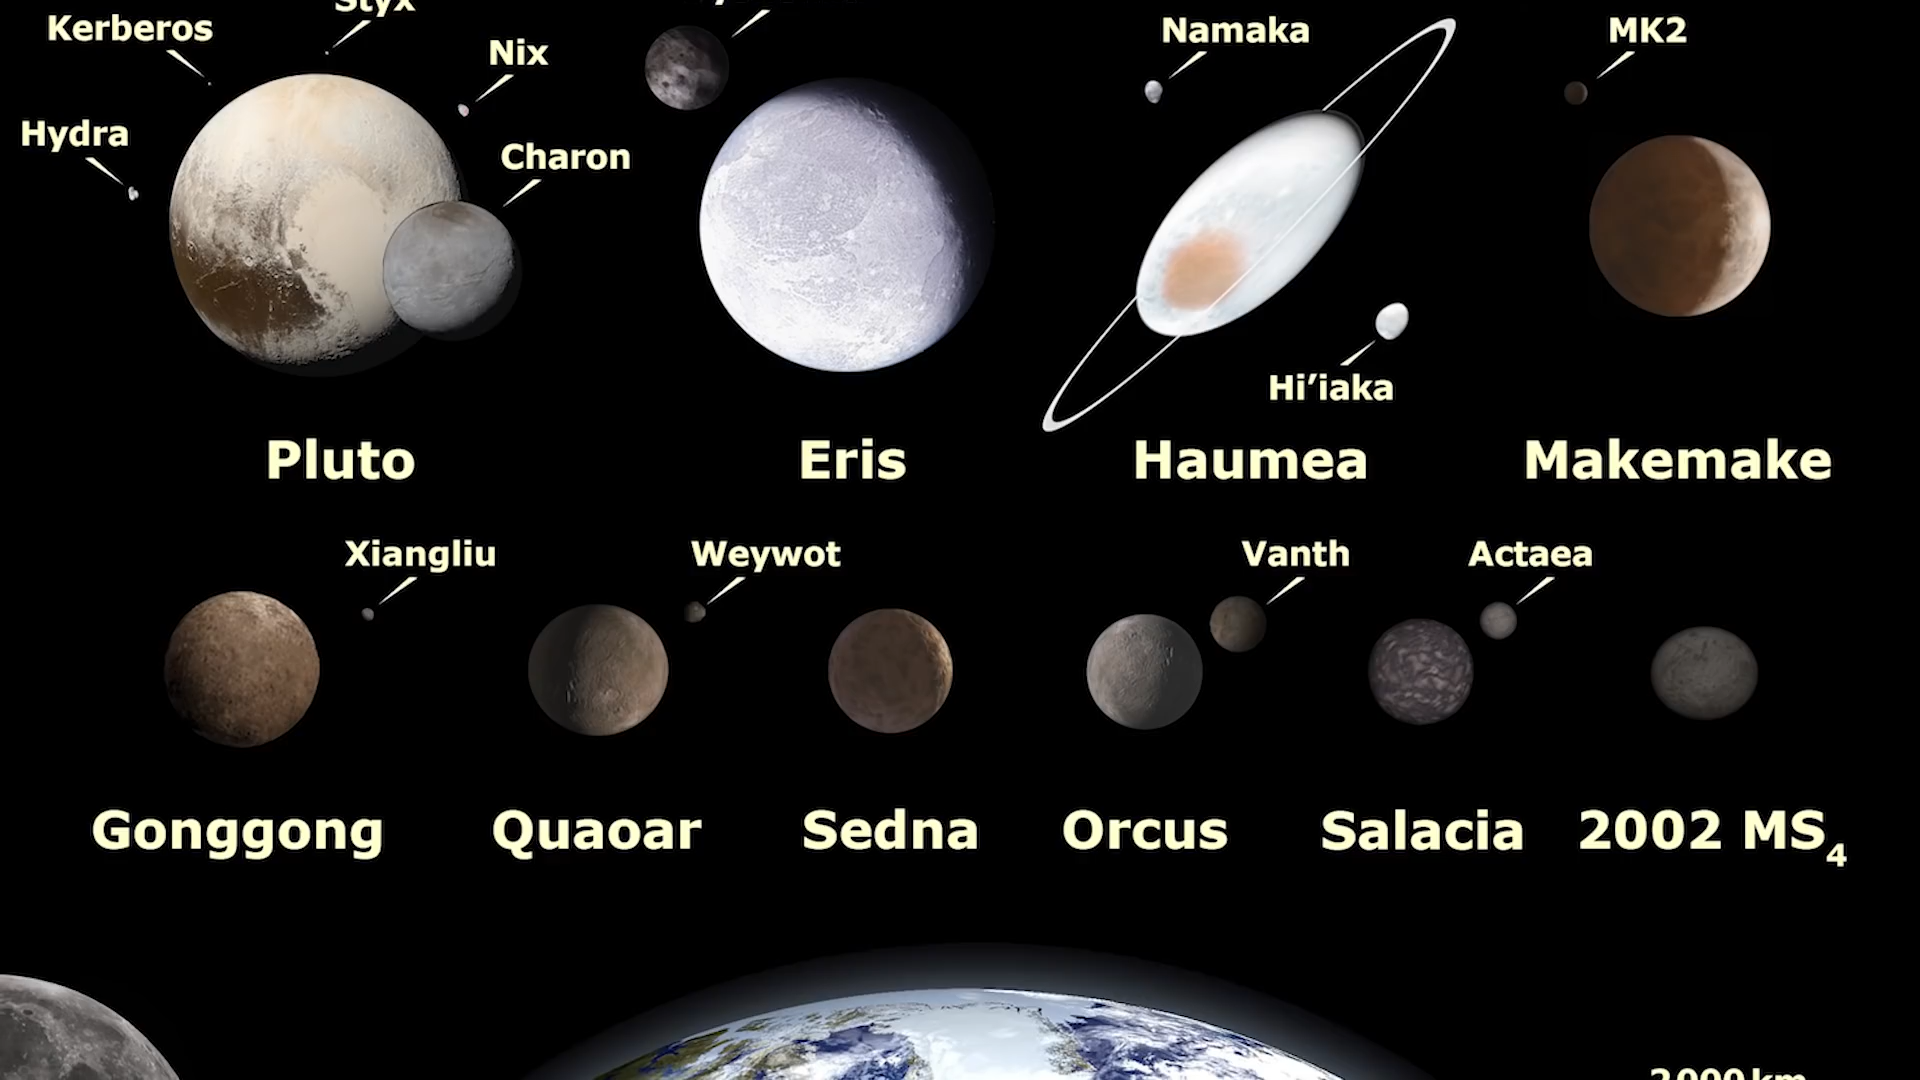 Styx
Kerberos
Nix
Hydra
Charon
Namaka
MK2
Hi’iaka
Pluto
Eris
Haumea
Makemake
Xiangliu
Weywot
Vanth
Actaea
Gonggong
Quaoar
Sedna
Orcus
Salacia
2002 MS₄